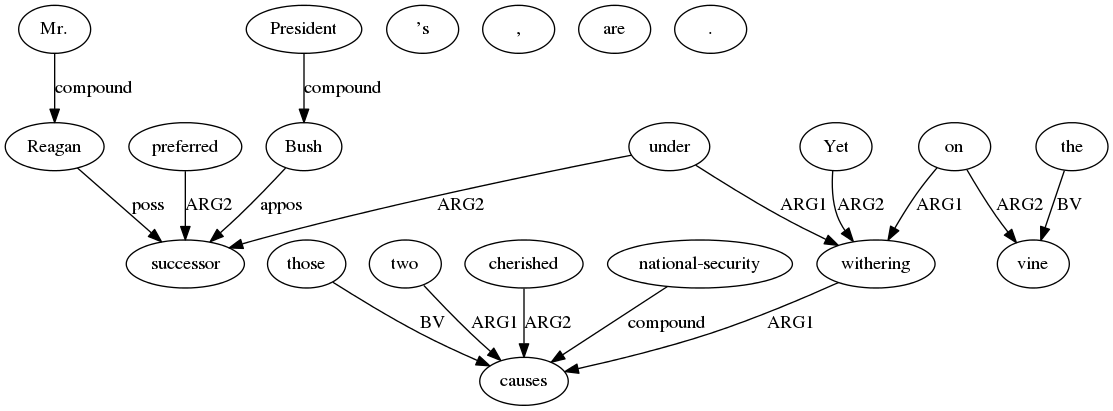 Mr.
President
’s
,
are
.
compound
compound
Reagan
preferred
Bush
under
Yet
on
the
poss
ARG2
appos
ARG2
ARG1
ARG2
ARG1
ARG2
BV
successor
those
two
cherished
national-security
withering
vine
BV
ARG1
ARG2
compound
ARG1
causes